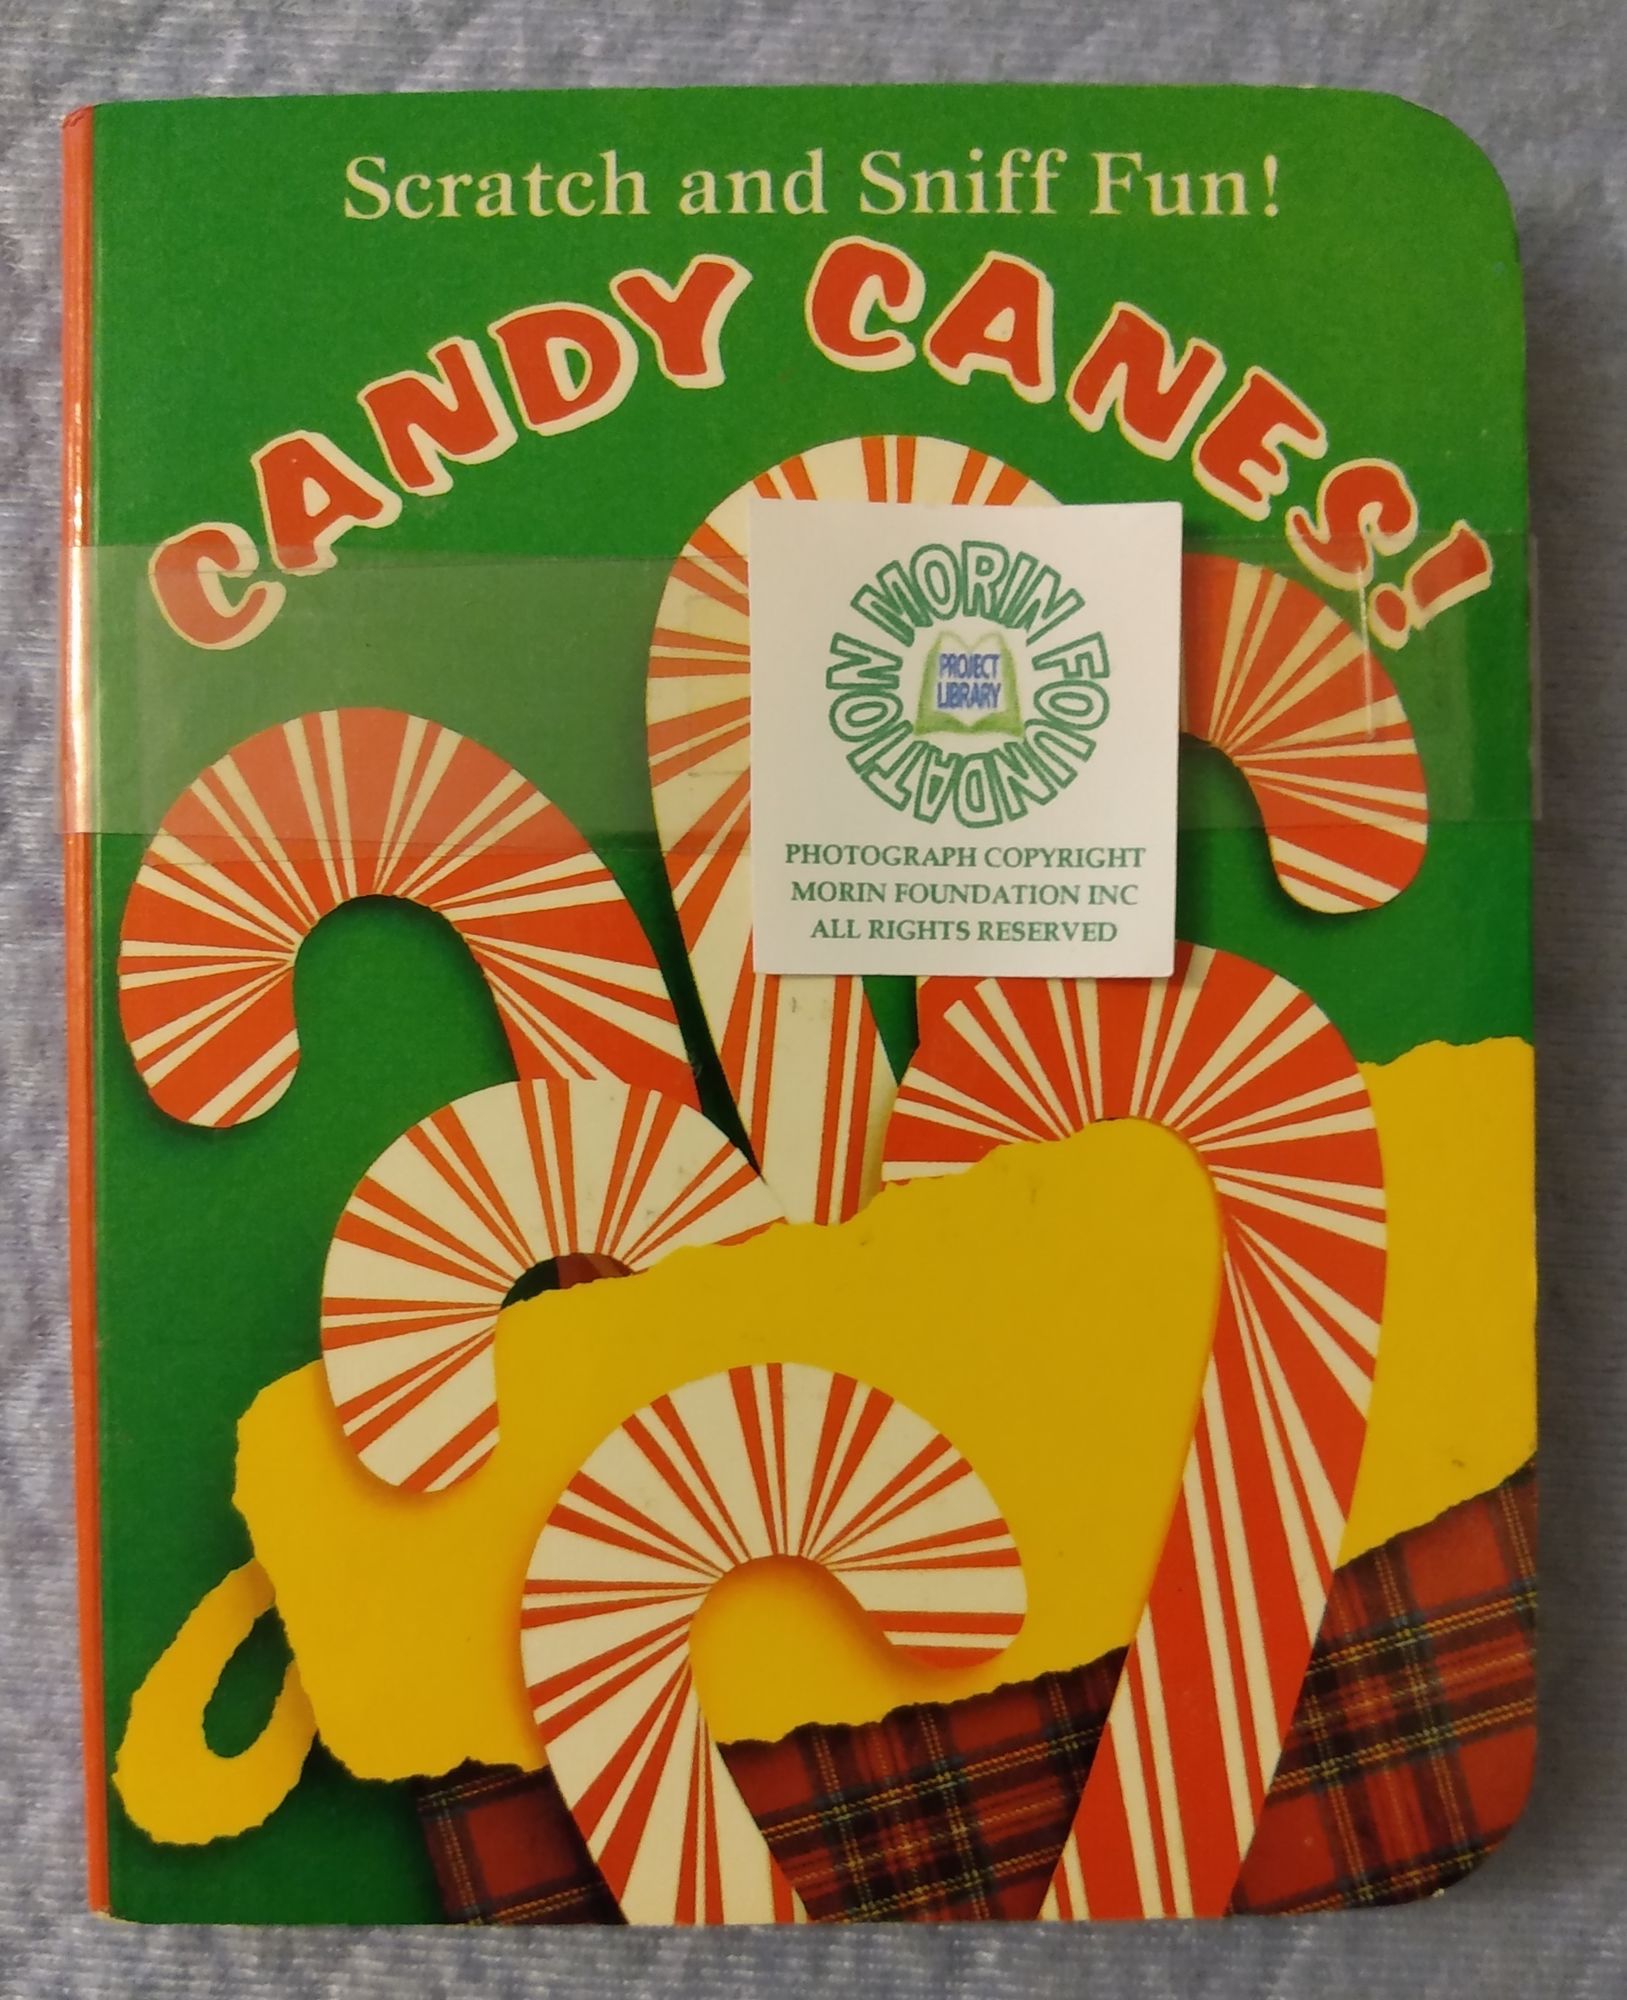 Scratch and Sniff Fun!
CANDY CANES!
MORIN FOUNDATION
PROJECT
LIBRARY
PHOTOGRAPH COPYRIGHT
MORIN FOUNDATION INC
ALL RIGHTS RESERVED